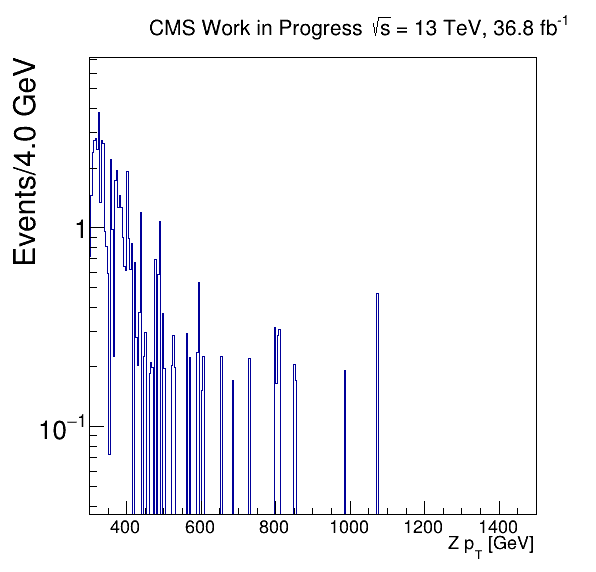 CMS Work in Progress √s = 13 TeV, 36.8 fb⁻¹
Events/4.0 GeV
1
10⁻¹
400 600 800 1000 1200 1400
Z p_T [GeV]